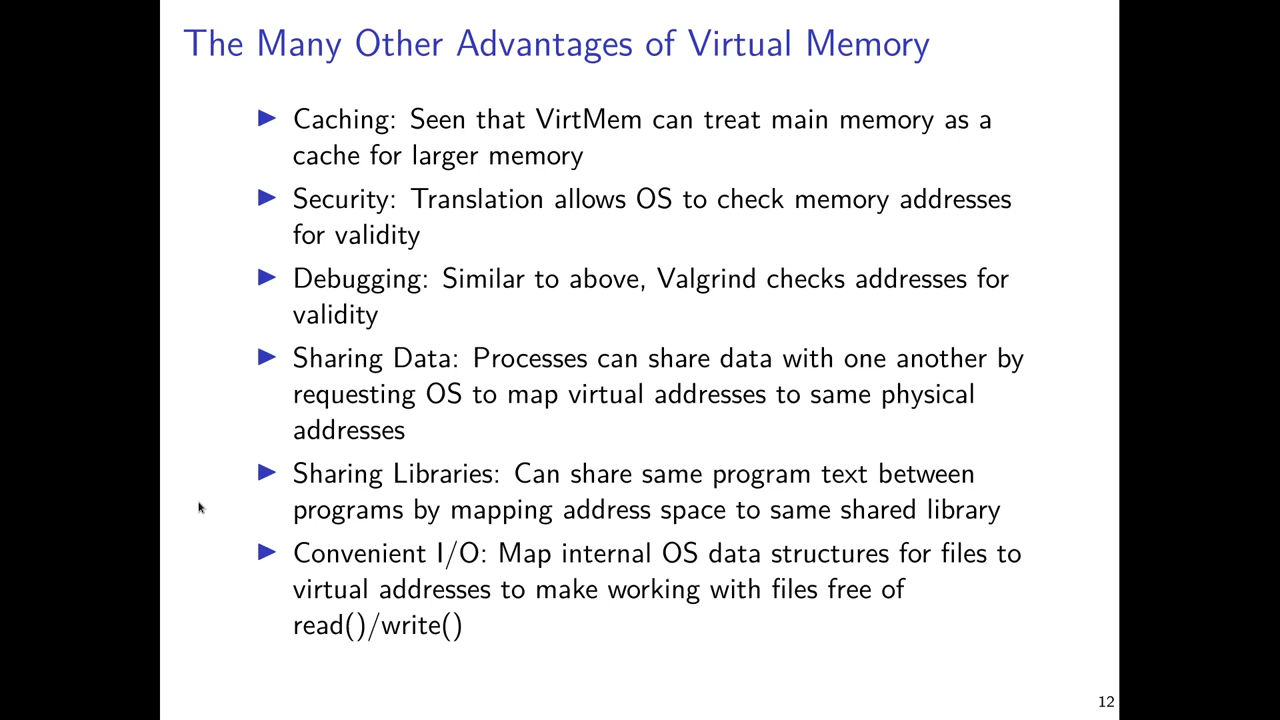 The Many Other Advantages of Virtual Memory
Caching: Seen that VirtMem can treat main memory as a
cache for larger memory
Security: Translation allows OS to check memory addresses
for validity
Debugging: Similar to above, Valgrind checks addresses for
validity
Sharing Data: Processes can share data with one another by
requesting OS to map virtual addresses to same physical
addresses
Sharing Libraries: Can share same program text between
programs by mapping address space to same shared library
Convenient I/O: Map internal OS data structures for files to
virtual addresses to make working with files free of
read()/write()
12